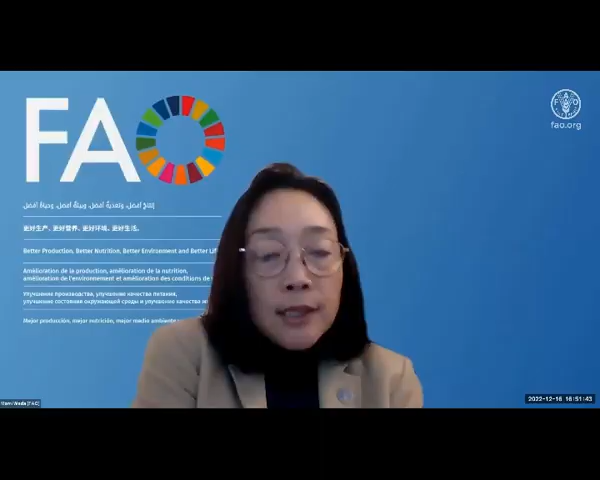 FAO
fao.org
إنتاج أفضل، وتغذية أفضل، وبيئة أفضل، وحياة أفضل.
更好生产、更好营养、更好环境、更好生活。
Better Production, Better Nutrition, Better Environment and Better Life
Amélioration de la production, amélioration de la nutrition,
amélioration de l'environnement et amélioration des conditions de
Улучшение производства, улучшение качества питания,
улучшение состояния окружающей среды и улучшение качества
Mejor producción, mejor nutrición, mejor medio ambiente
[FAO]
2022-12-16 16:51:43